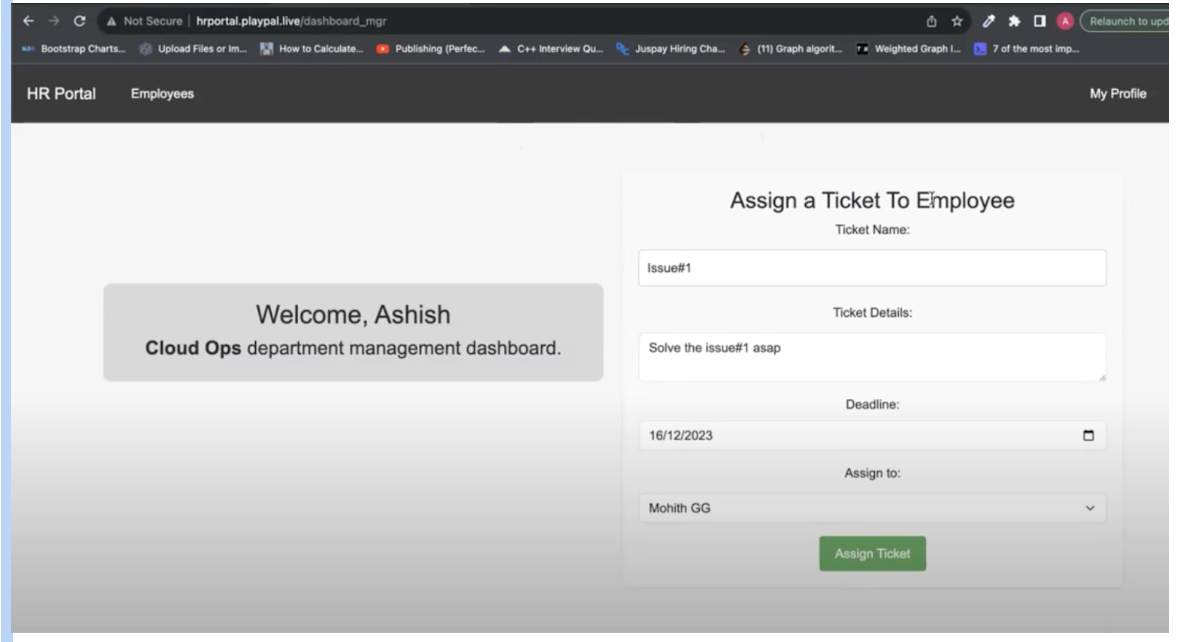 Not Secure | hrportal.playpal.live/dashboard_mgr
Relaunch to upd
Bootstrap Charts... Upload Files or Im... How to Calculate... Publishing (Perfec... C++ Interview Qu... Juspay Hiring Cha... (11) Graph algorit... Weighted Graph I... 7 of the most imp...
HR Portal Employees My Profile
Assign a Ticket To Employee
Ticket Name:
Issue#1
Ticket Details:
Solve the issue#1 asap
Deadline:
16/12/2023
Assign to:
Mohith GG
Assign Ticket
Welcome, Ashish
Cloud Ops department management dashboard.